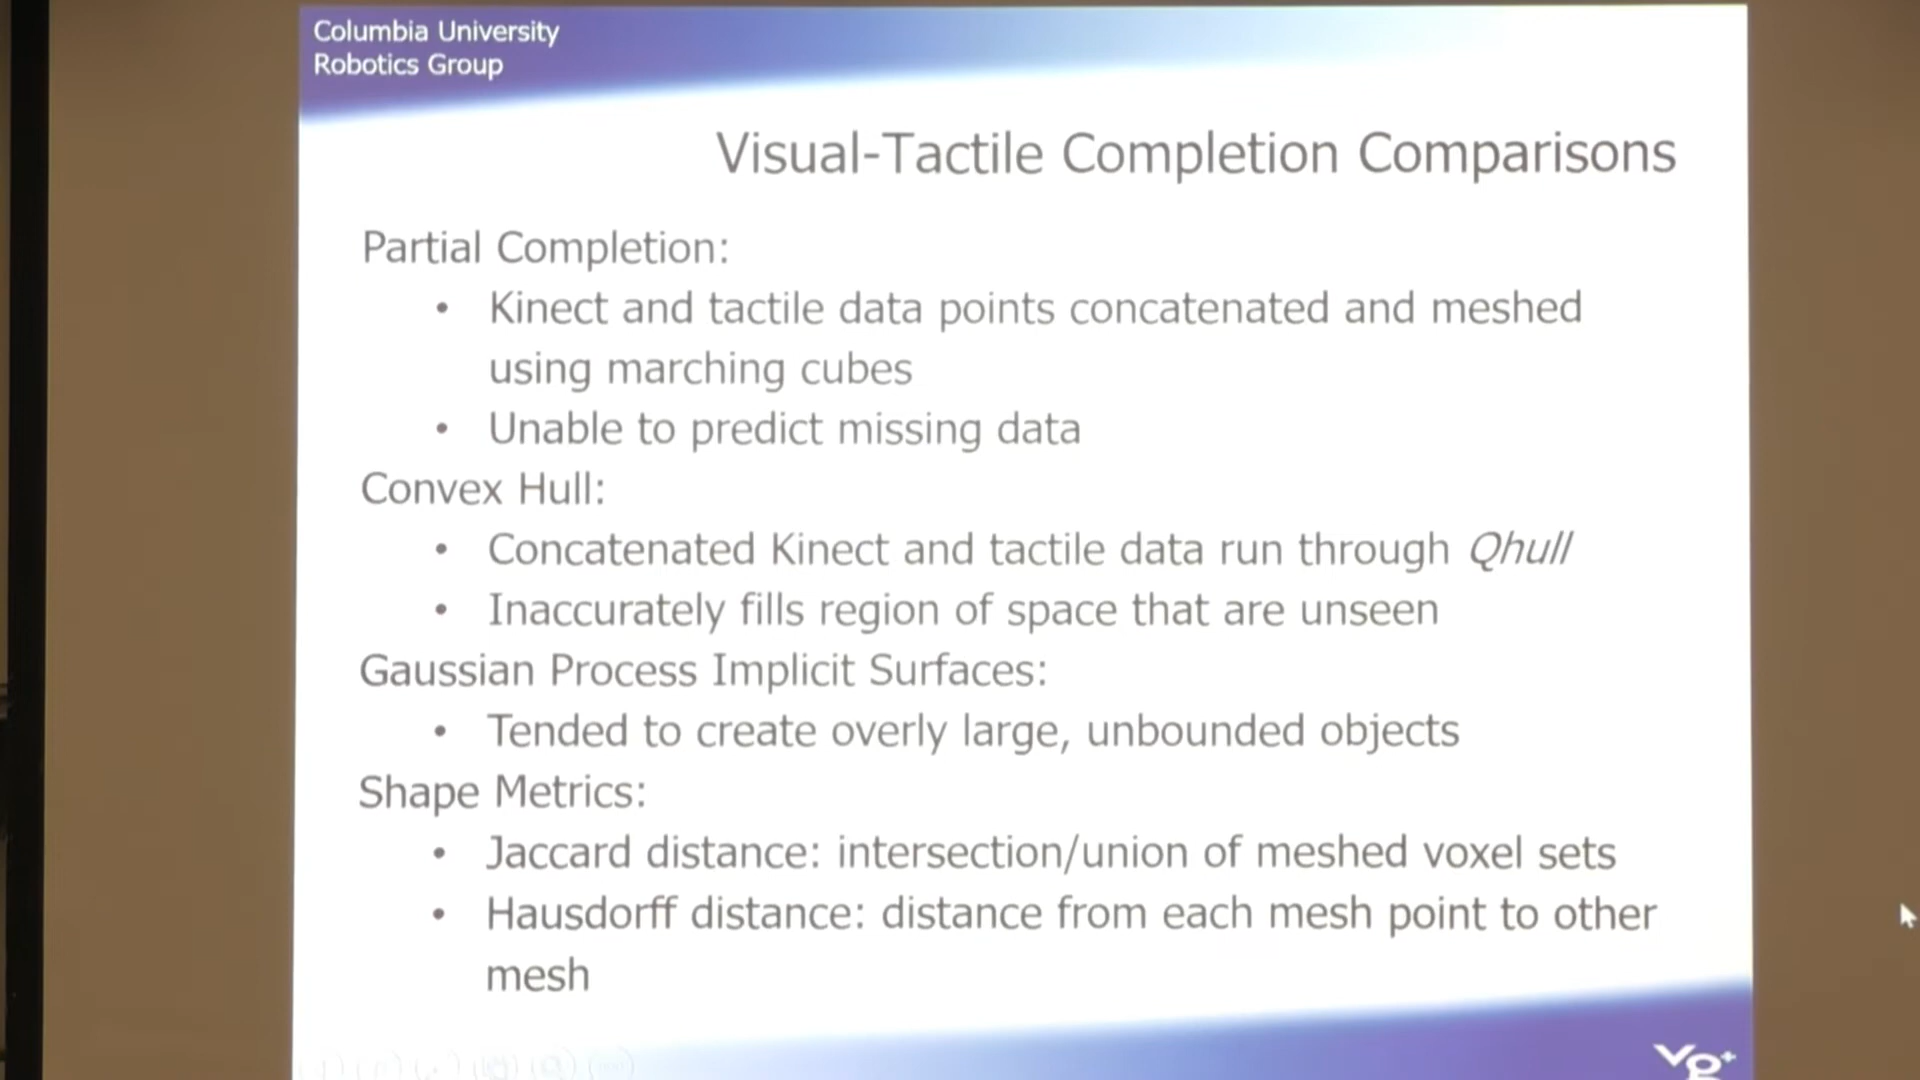 Columbia University
Robotics Group
Visual-Tactile Completion Comparisons
Partial Completion:
• Kinect and tactile data points concatenated and meshed
using marching cubes
• Unable to predict missing data
Convex Hull:
• Concatenated Kinect and tactile data run through Qhull
• Inaccurately fills region of space that are unseen
Gaussian Process Implicit Surfaces:
• Tended to create overly large, unbounded objects
Shape Metrics:
• Jaccard distance: intersection/union of meshed voxel sets
• Hausdorff distance: distance from each mesh point to other
mesh